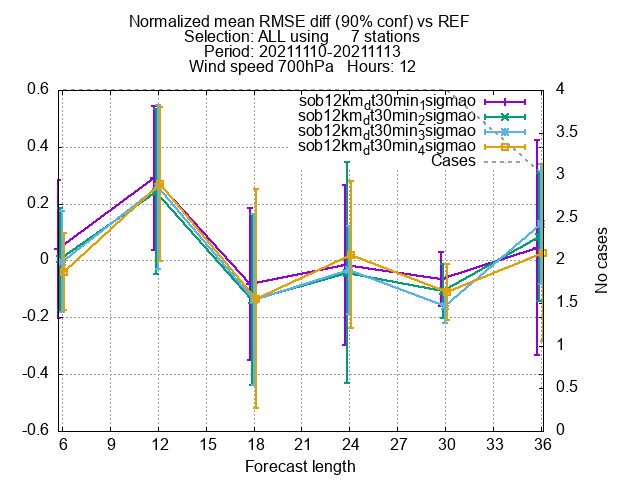 Normalized mean RMSE diff (90% conf) vs REF
Selection: ALL using 7 stations
Period: 20211110-20211113
Wind speed 700hPa Hours: 12
sob12km_dt30min_1sigmao
sob12km_dt30min_2sigmao
sob12km_dt30min_3sigmao
sob12km_dt30min_4sigmao
Cases
0.6
0.4
0.2
0
-0.2
-0.4
-0.6
4
3.5
3
2.5
2
1.5
1
0.5
0
No cases
6 9 12 15 18 21 24 27 30 33 36
Forecast length